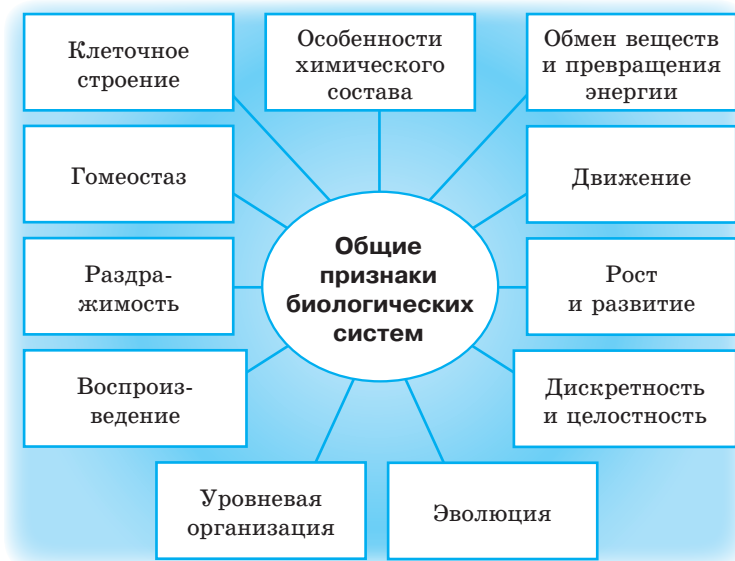 Клеточное
строение
Особенности
химического
состава
Обмен веществ
и превращения
энергии
Гомеостаз
Движение
Общие
признаки
биологических
систем
Раздра-
жимость
Рост
и развитие
Воспроиз-
ведение
Дискретность
и целостность
Уровневая
организация
Эволюция